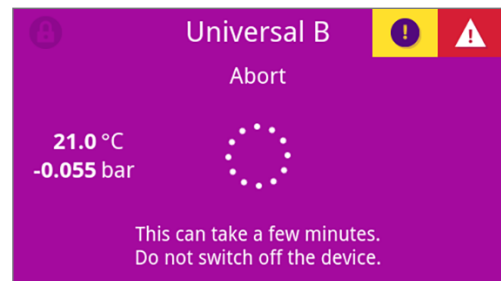 Universal B
Abort
21.0 °C
-0.055 bar
This can take a few minutes.
Do not switch off the device.